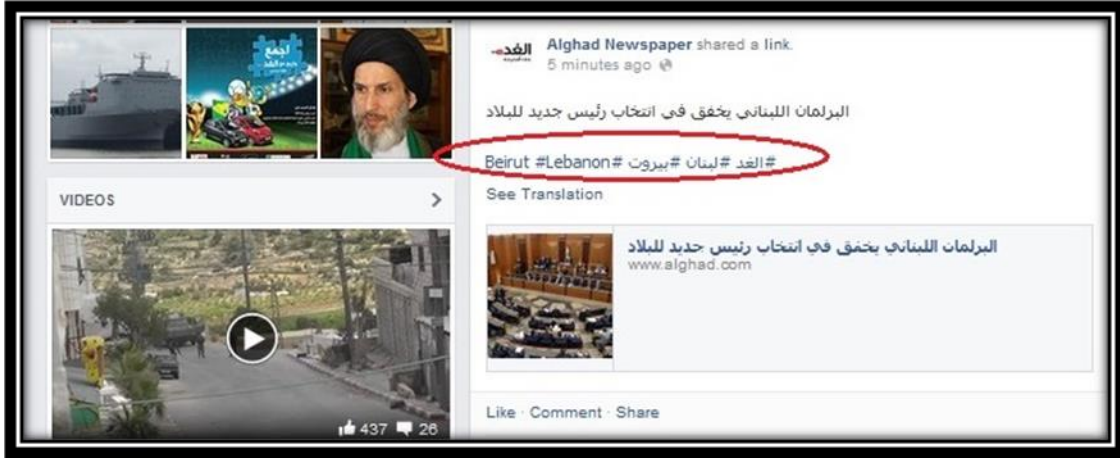 اجمع
الغد
Alghad Newspaper shared a link.
5 minutes ago
البرلمان اللبناني يخفق في انتخاب رئيس جديد للبلاد
#الغد #لبنان #بيروت #Beirut #Lebanon
See Translation
البرلمان اللبناني يخفق في انتخاب رئيس جديد للبلاد
www.alghad.com
Like · Comment · Share
VIDEOS
437 26